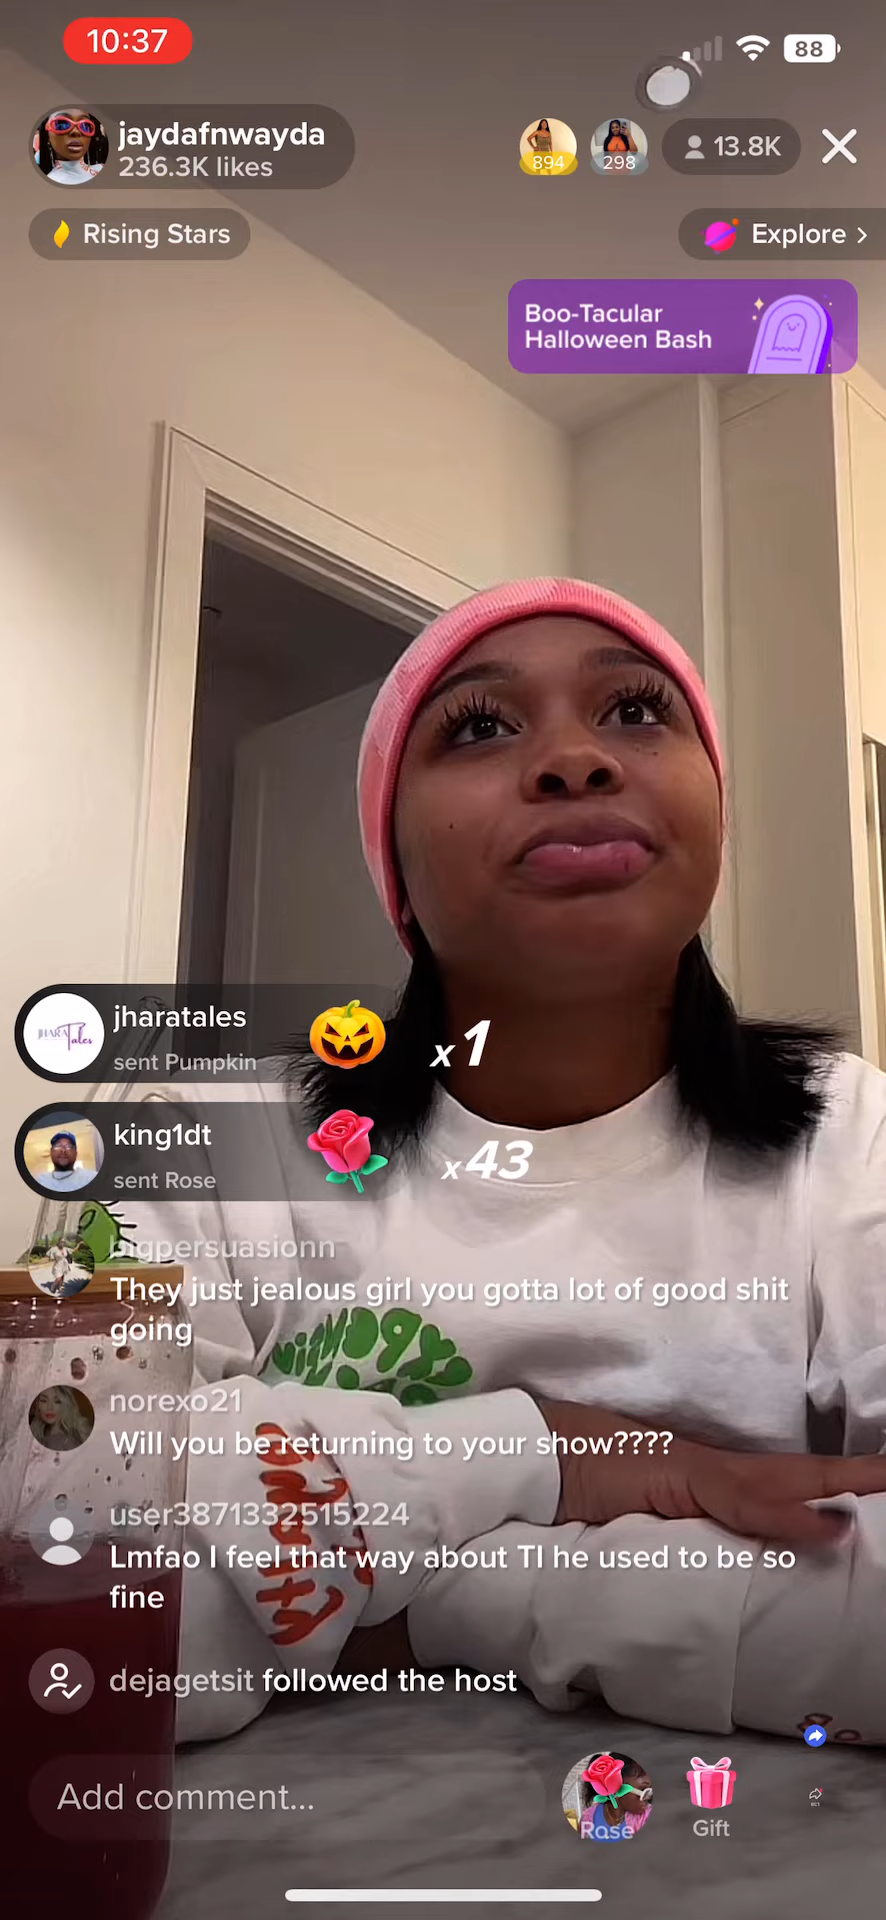 10:37
88
jaydafnwayda
236.3K likes
894
298
13.8K
Rising Stars
Explore >
Boo-Tacular
Halloween Bash
jharatales
sent Pumpkin
x1
JHARA Tales
king1dt
sent Rose
x43
bigpersuasionn
They just jealous girl you gotta lot of good shit
going
norexo21
Will you be returning to your show????
user3871332515224
Lmfao I feel that way about TI he used to be so
fine
dejagetsit followed the host
Add comment...
Rose
Gift